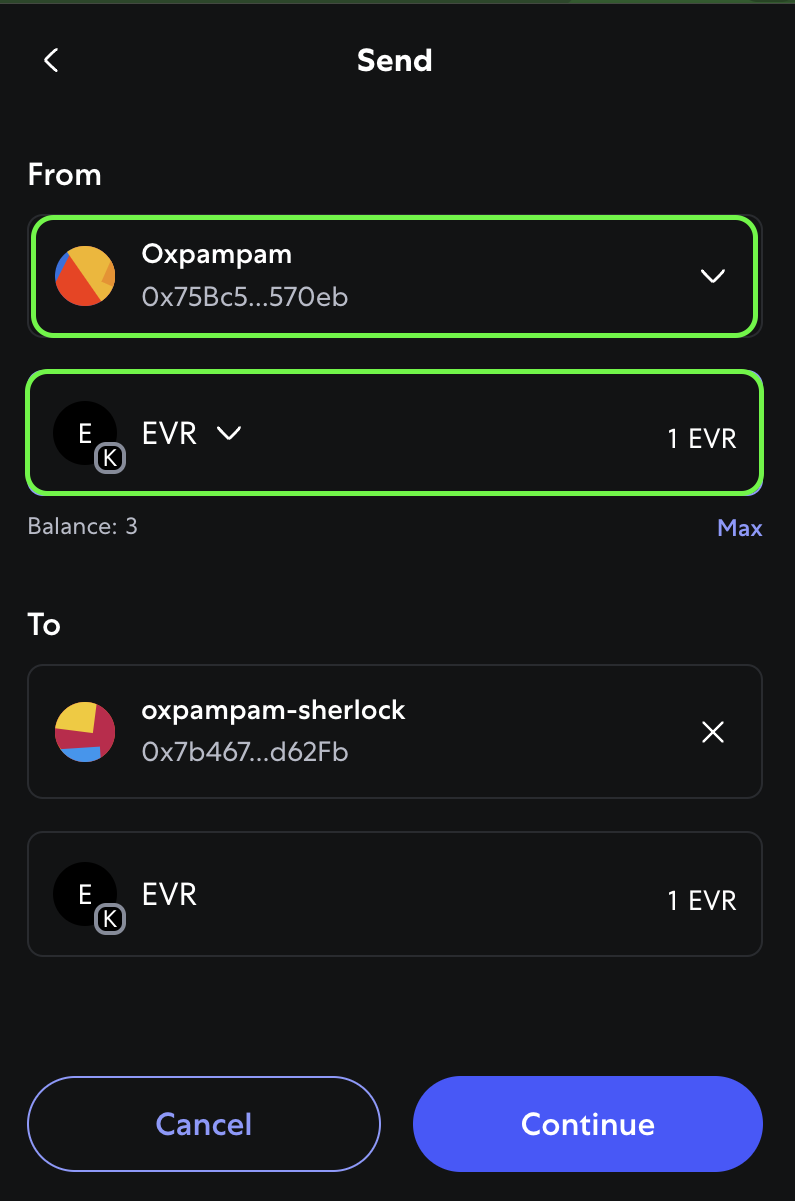 Send
From
Oxpampam
0x75Bc5...570eb
E
K
EVR
1 EVR
Balance: 3
Max
To
oxpampam-sherlock
0x7b467...d62Fb
E
K
EVR
1 EVR
Cancel
Continue